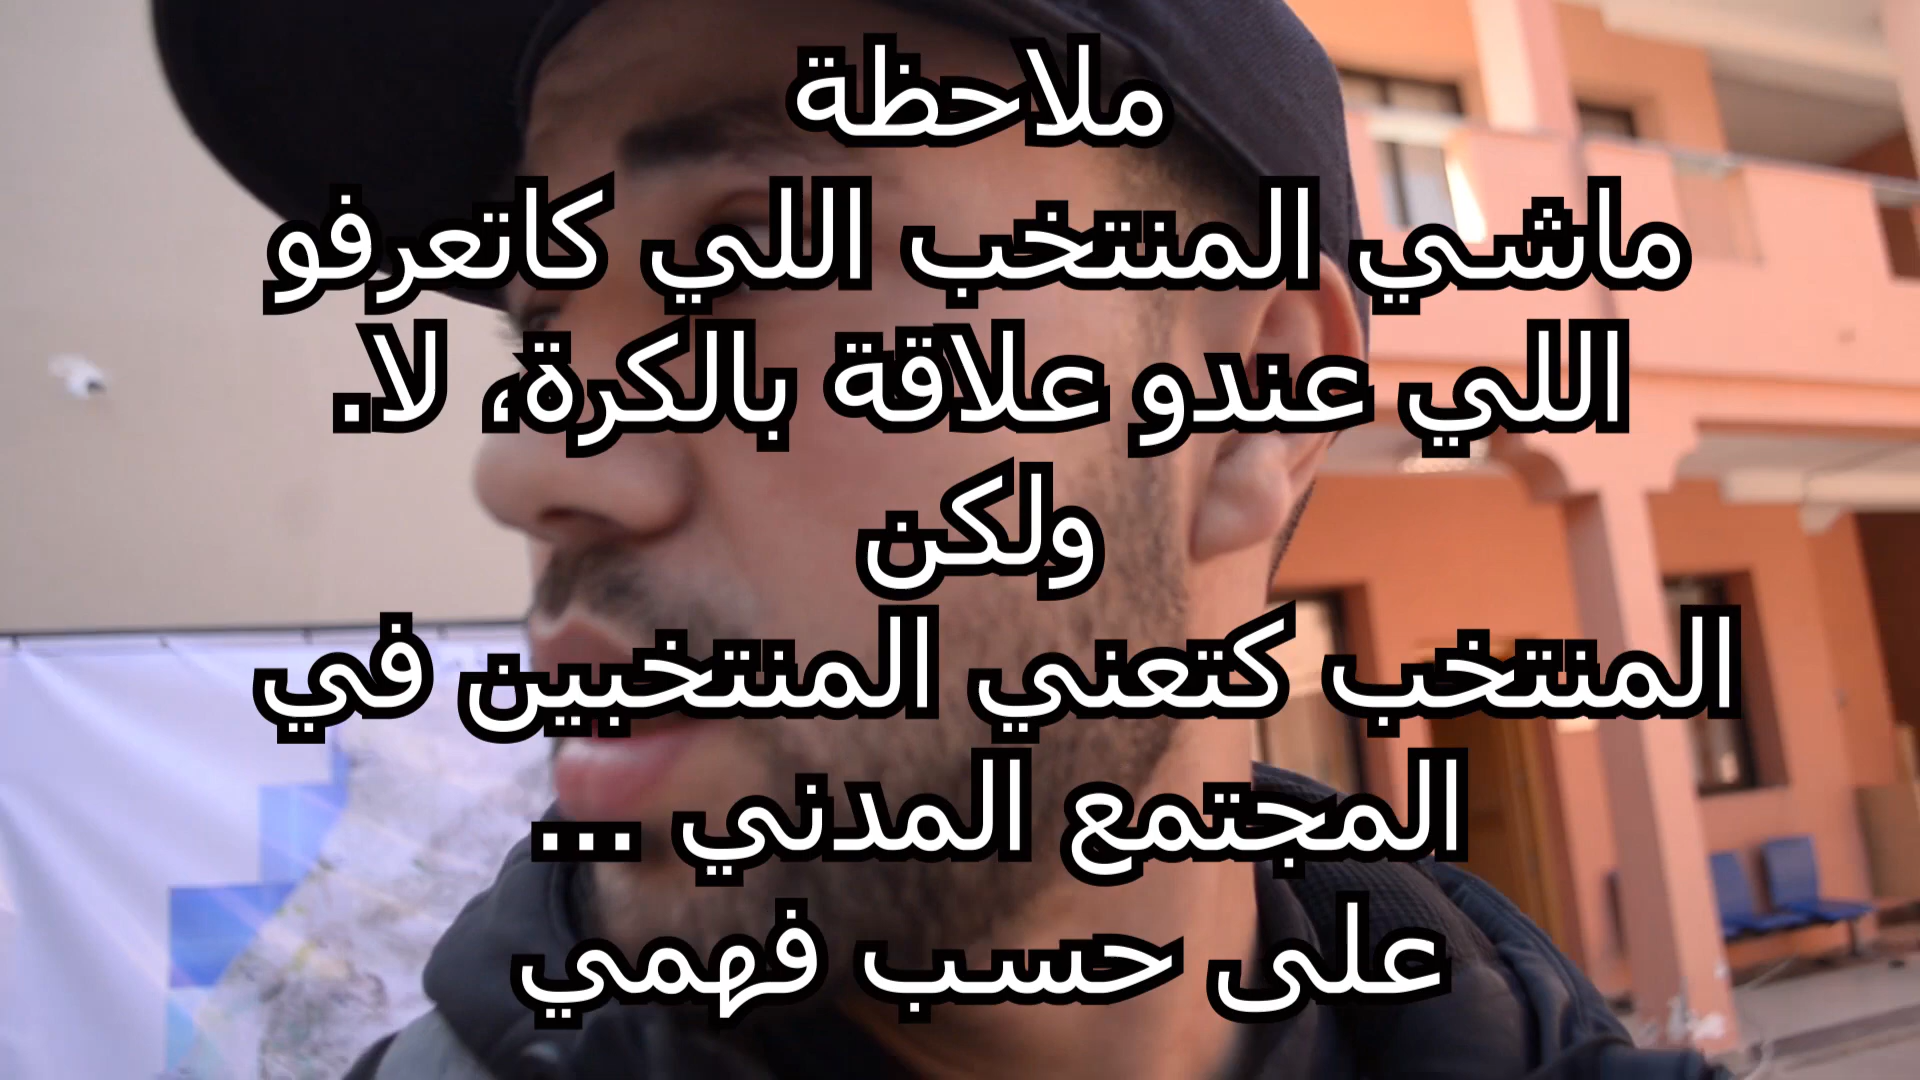 ملاحظة
ماشي المنتخب اللي كاتعرفو
اللي عندو علاقة بالكرة، لا.
ولكن
المنتخب كتعني المنتخبين في
المجتمع المدني ...
على حسب فهمي